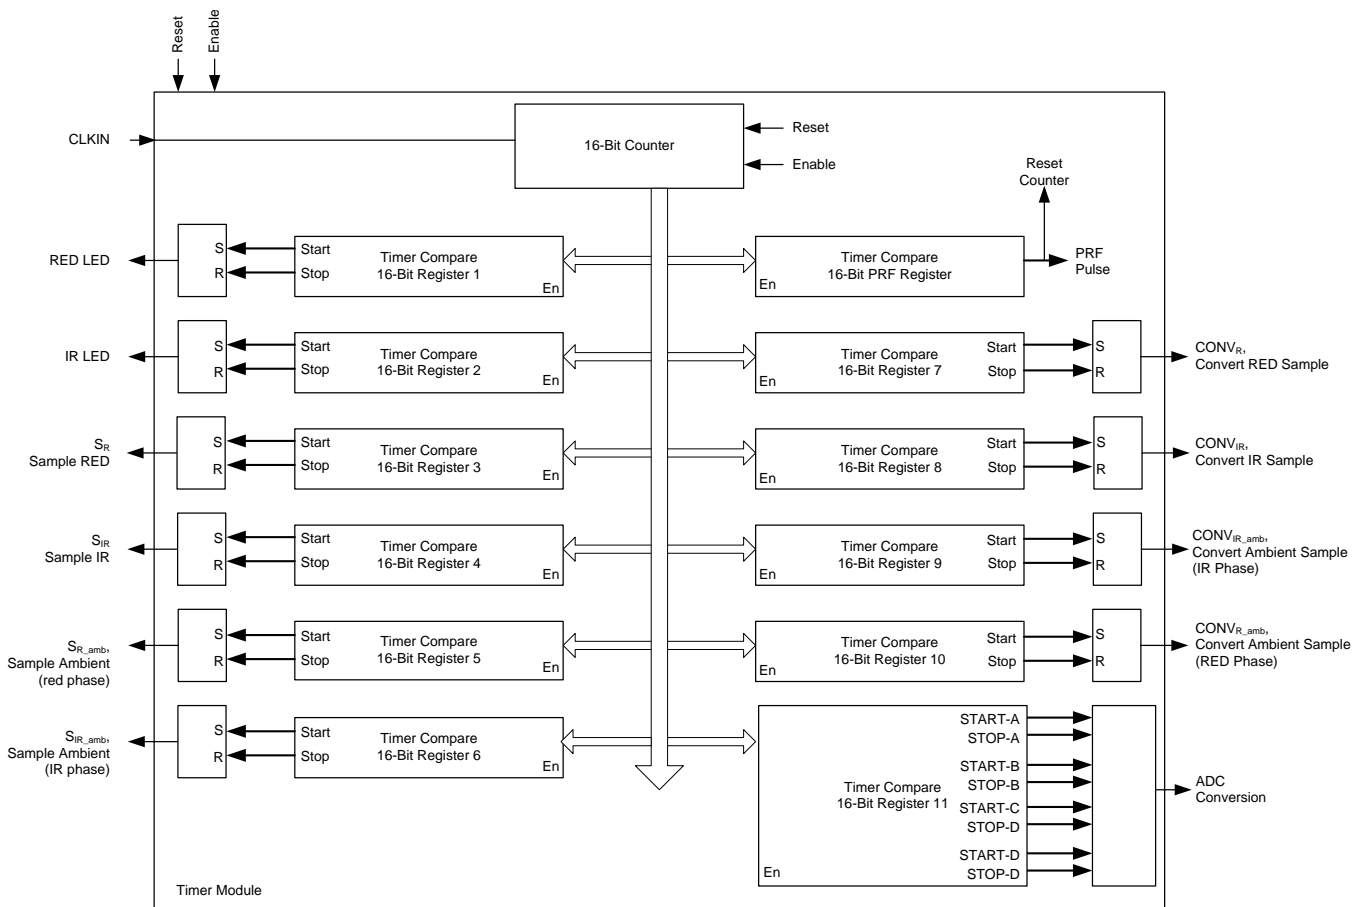 Reset
Enable
CLKIN
16-Bit Counter
Reset
Enable
Reset
Counter
RED LED
S
R
Start
Stop
Timer Compare
16-Bit Register 1
En
Timer Compare
16-Bit PRF Register
En
PRF
Pulse
IR LED
S
R
Start
Stop
Timer Compare
16-Bit Register 2
En
Timer Compare
16-Bit Register 7
En
Start
Stop
S
R
CONV_R,
Convert RED Sample
S_R
Sample RED
S
R
Start
Stop
Timer Compare
16-Bit Register 3
En
Timer Compare
16-Bit Register 8
En
Start
Stop
S
R
CONV_IR,
Convert IR Sample
S_IR
Sample IR
S
R
Start
Stop
Timer Compare
16-Bit Register 4
En
Timer Compare
16-Bit Register 9
En
Start
Stop
S
R
CONV_IR_amb,
Convert Ambient Sample
(IR Phase)
S_R_amb,
Sample Ambient
(red phase)
S
R
Start
Stop
Timer Compare
16-Bit Register 5
En
Timer Compare
16-Bit Register 10
En
Start
Stop
S
R
CONV_R_amb,
Convert Ambient Sample
(RED Phase)
S_IR_amb,
Sample Ambient
(IR phase)
S
R
Start
Stop
Timer Compare
16-Bit Register 6
En
Timer Compare
16-Bit Register 11
En
START-A
STOP-A
START-B
STOP-B
START-C
STOP-D
START-D
STOP-D
ADC
Conversion
Timer Module